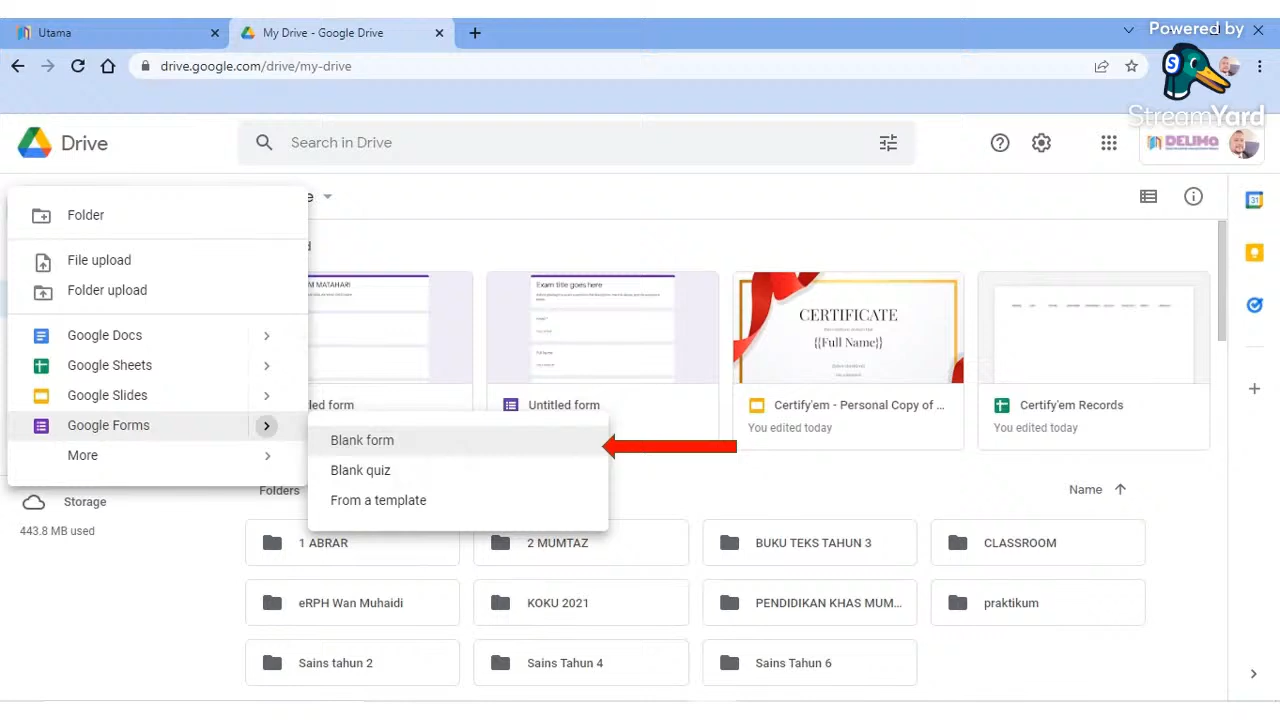 Utama
My Drive - Google Drive
Powered by
drive.google.com/drive/my-drive
S
StreamYard
Drive
Search in Drive
DELIMa
Folder
File upload
Folder upload
Google Docs
Google Sheets
Google Slides
Google Forms
More
Blank form
Blank quiz
From a template
M MATAHARI
Exam title goes here
CERTIFICATE
{{Full Name}}
led form
Untitled form
Certify'em - Personal Copy of ...
You edited today
Certify'em Records
You edited today
31
Storage
443.8 MB used
Folders
Name
1 ABRAR
2 MUMTAZ
BUKU TEKS TAHUN 3
CLASSROOM
eRPH Wan Muhaidi
KOKU 2021
PENDIDIKAN KHAS MUM...
praktikum
Sains tahun 2
Sains Tahun 4
Sains Tahun 6